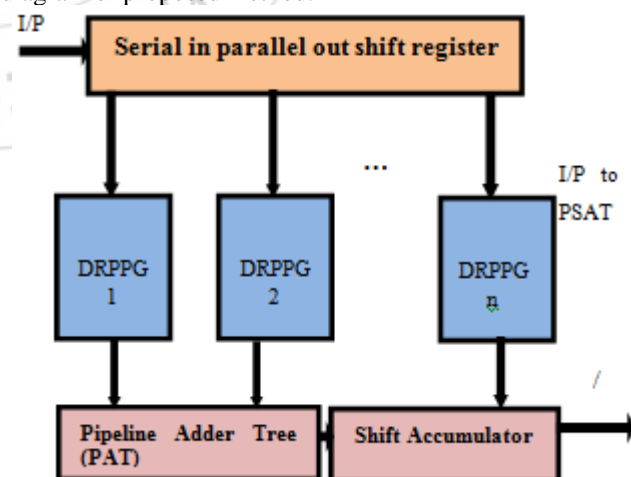 I/P
Serial in parallel out shift register
...
I/P to
PSAT
DRPPG
1
DRPPG
2
DRPPG
n
/
Pipeline Adder Tree
(PAT)
Shift Accumulator